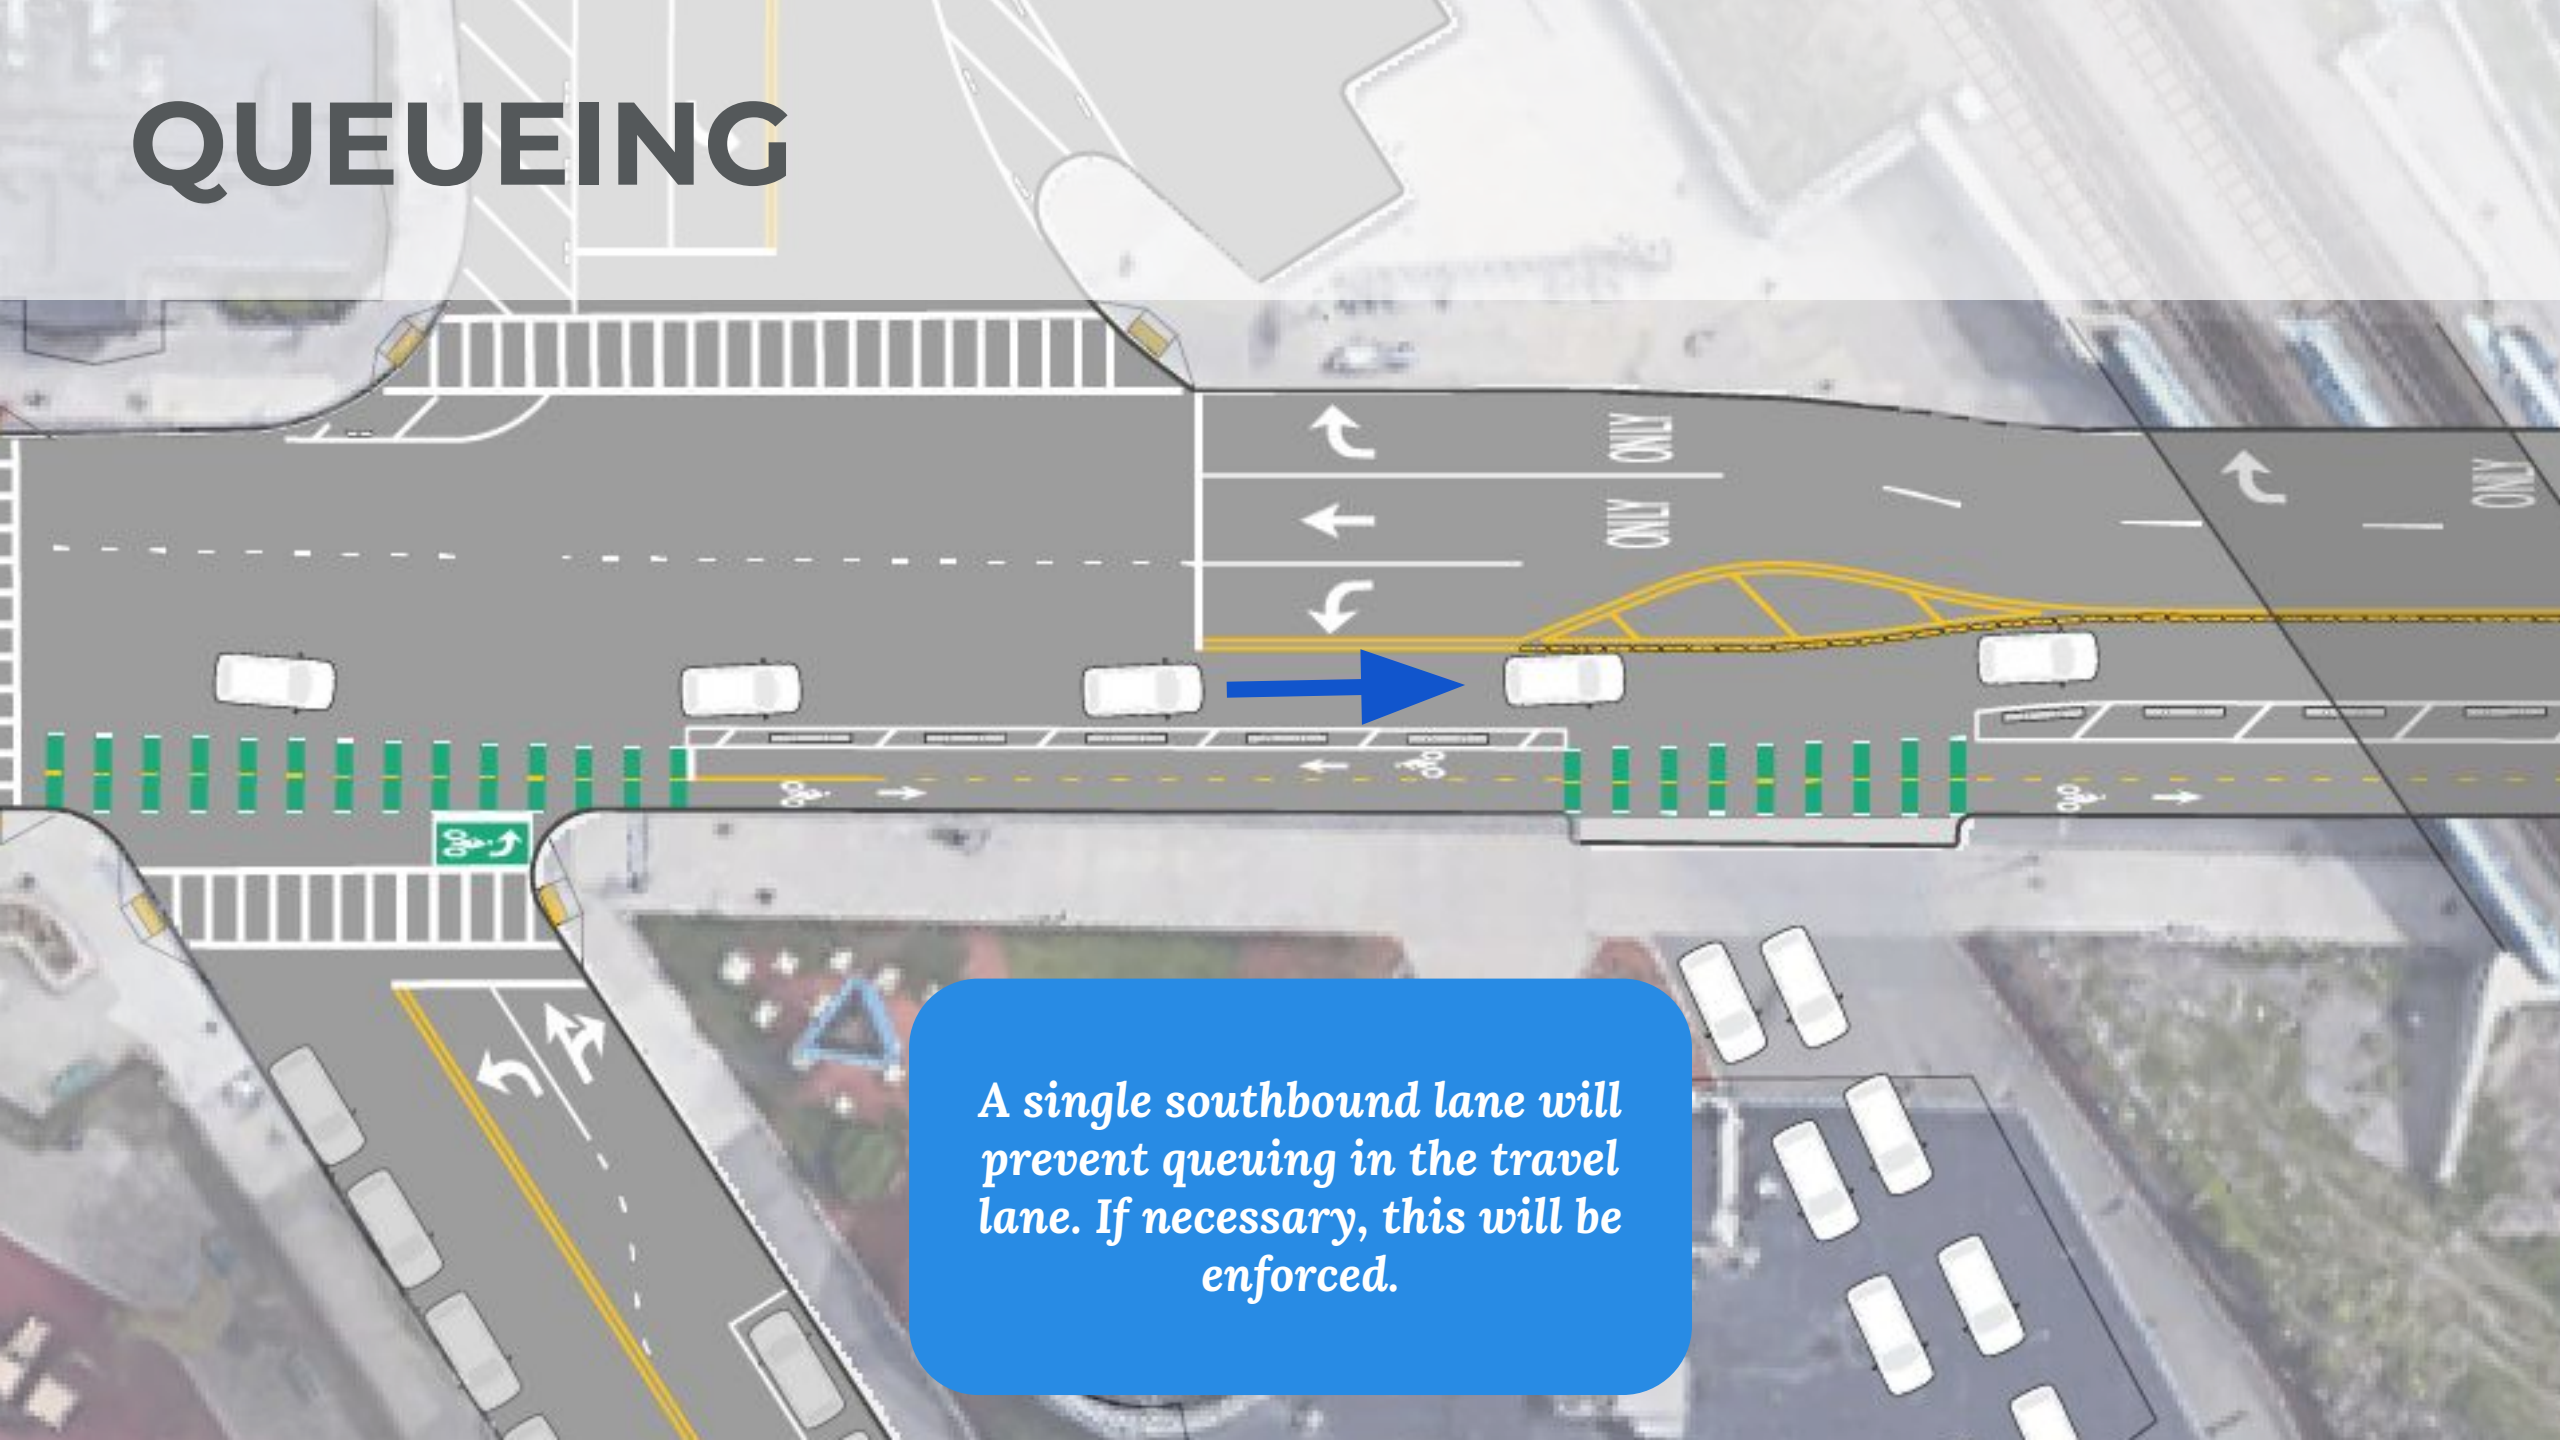 QUEUEING
ONLY
ONLY
ONLY
A single southbound lane will
prevent queuing in the travel
lane. If necessary, this will be
enforced.